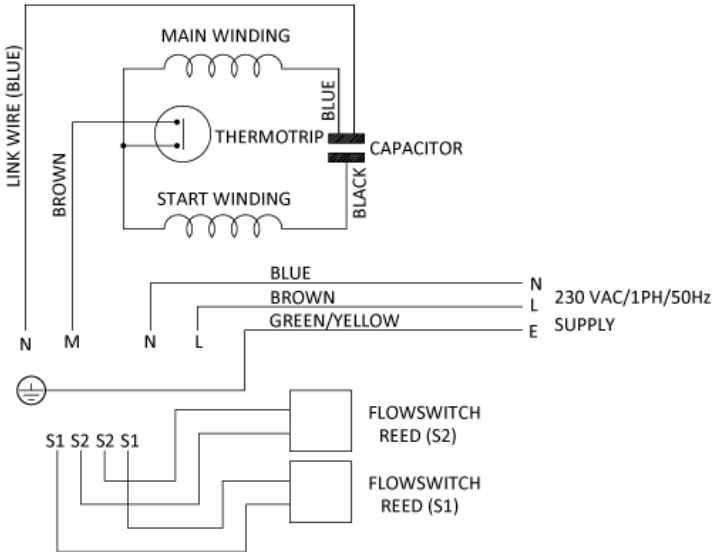 MAIN WINDING
LINK WIRE (BLUE)
BLUE
THERMOTRIP
CAPACITOR
BROWN
BLACK
START WINDING
BLUE
N
BROWN
L
230 VAC/1PH/50Hz
GREEN/YELLOW
E
SUPPLY
N M N L
S1 S2 S2 S1
FLOWSWITCH
REED (S2)
FLOWSWITCH
REED (S1)